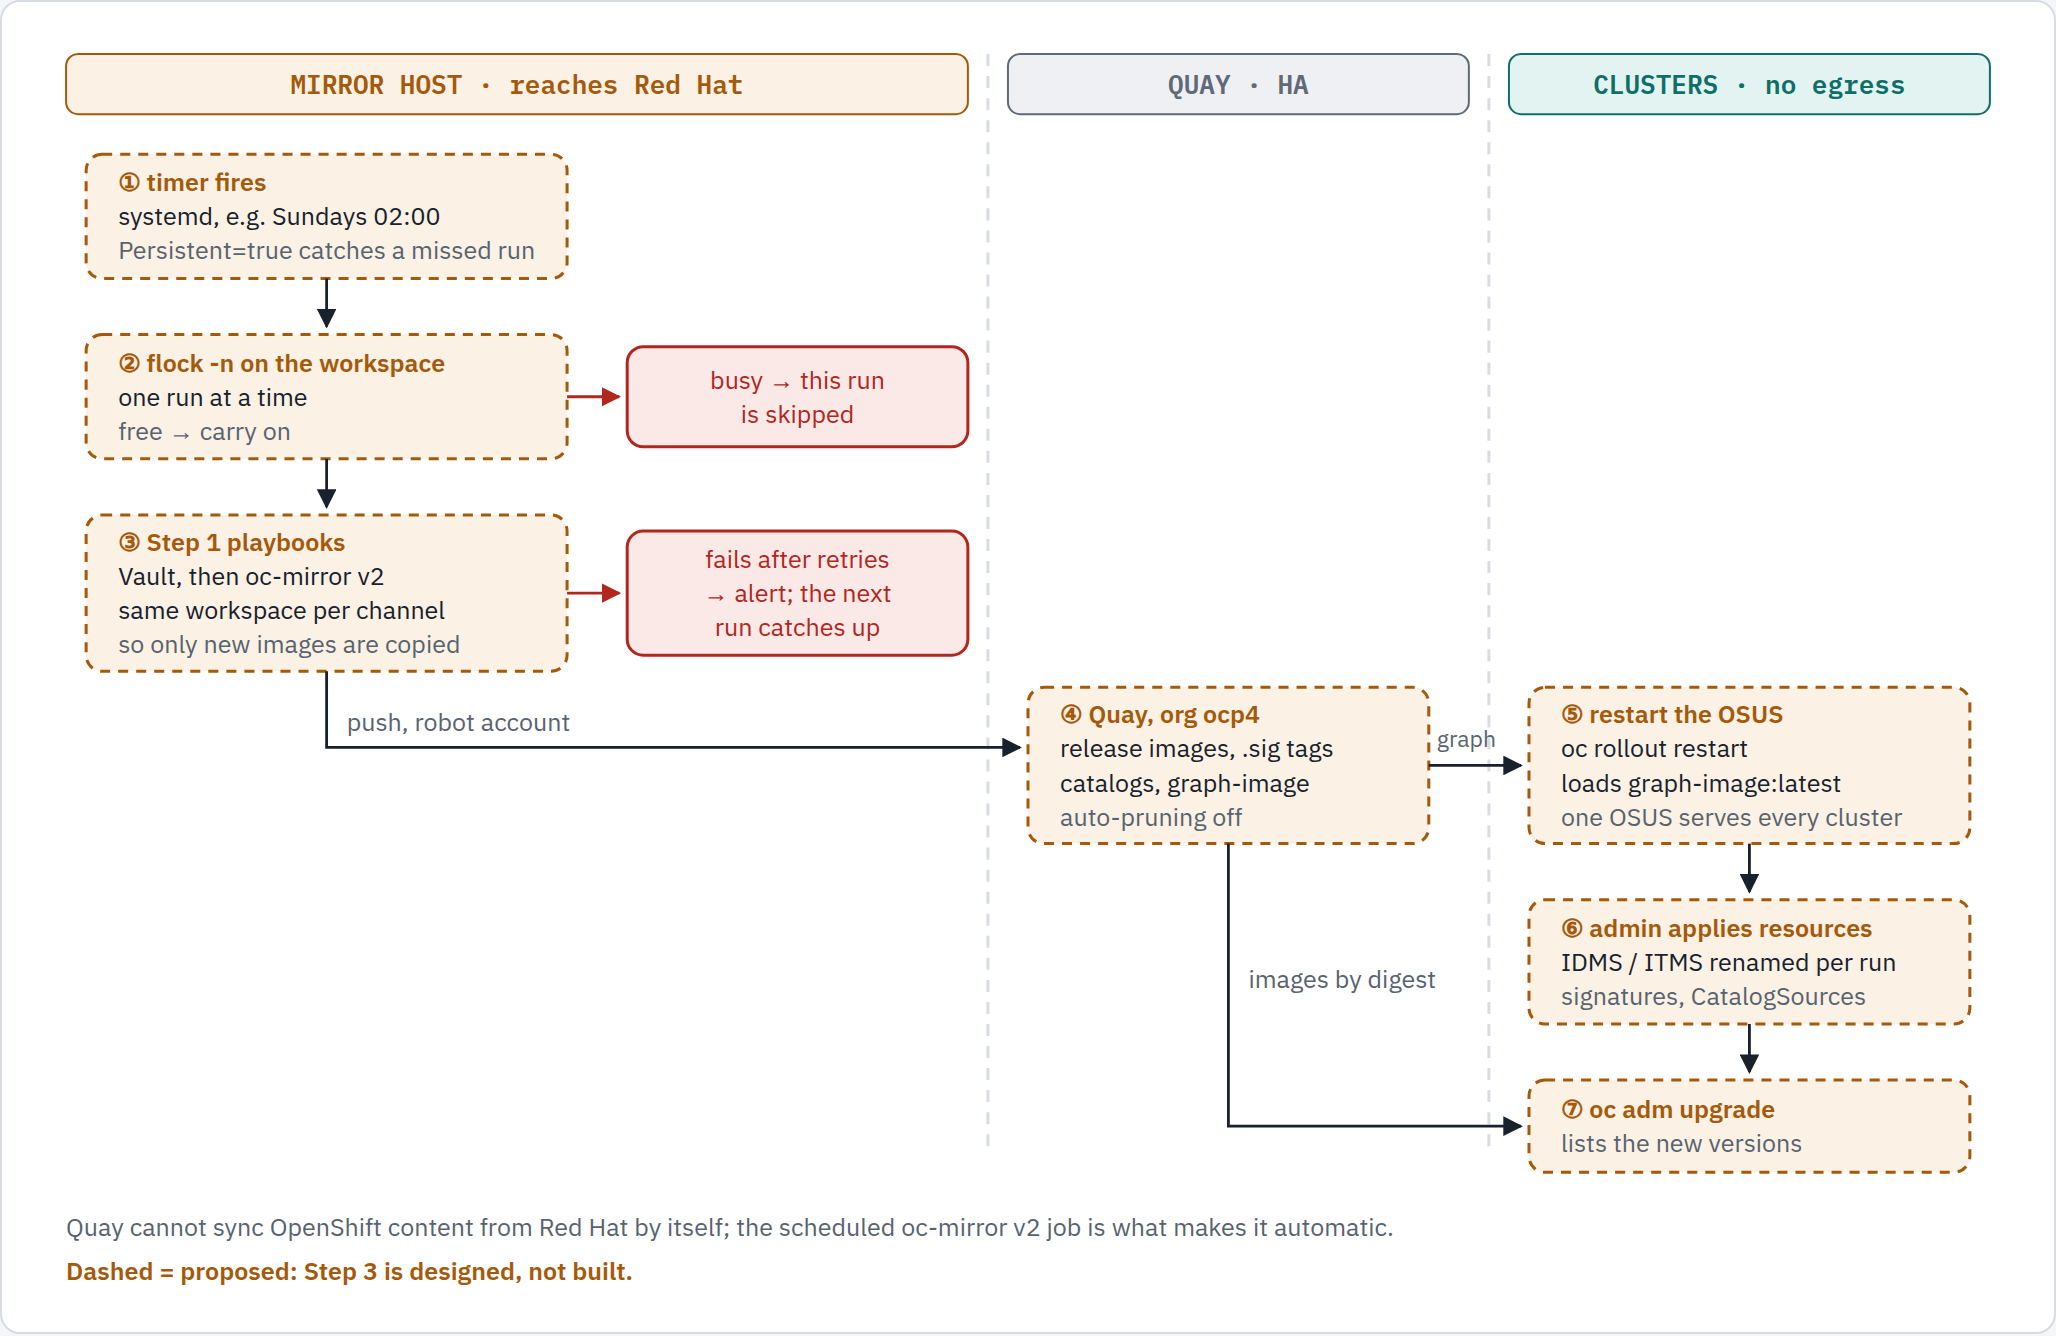 MIRROR HOST · reaches Red Hat
QUAY · HA
CLUSTERS · no egress
① timer fires
systemd, e.g. Sundays 02:00
Persistent=true catches a missed run
② flock -n on the workspace
one run at a time
free → carry on
busy → this run
is skipped
③ Step 1 playbooks
Vault, then oc-mirror v2
same workspace per channel
so only new images are copied
fails after retries
→ alert; the next
run catches up
push, robot account
④ Quay, org ocp4
release images, .sig tags
catalogs, graph-image
auto-pruning off
graph
⑤ restart the OSUS
oc rollout restart
loads graph-image:latest
one OSUS serves every cluster
images by digest
⑥ admin applies resources
IDMS / ITMS renamed per run
signatures, CatalogSources
⑦ oc adm upgrade
lists the new versions
Quay cannot sync OpenShift content from Red Hat by itself; the scheduled oc-mirror v2 job is what makes it automatic.
Dashed = proposed: Step 3 is designed, not built.